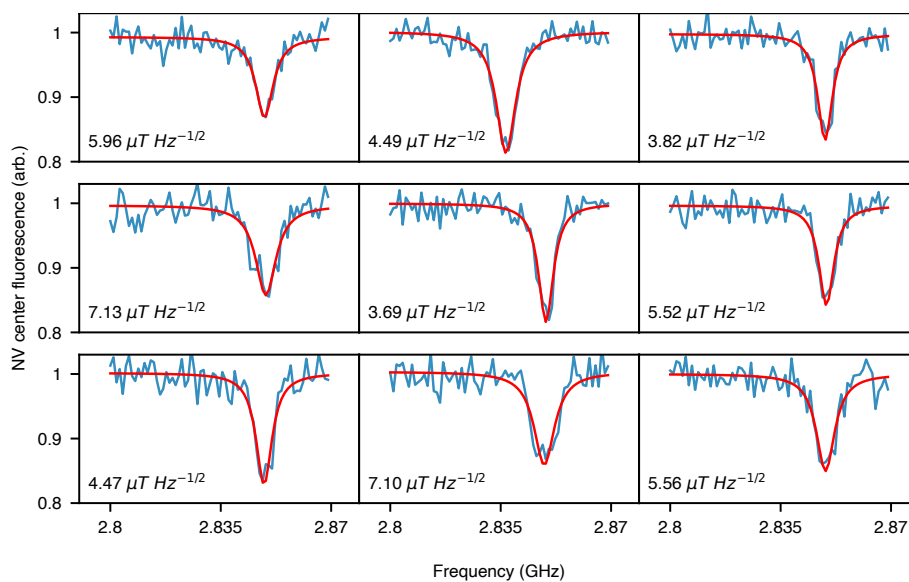 NV center fluorescence (arb.)
1
0.9
0.8
5.96 μT Hz⁻¹/²
4.49 μT Hz⁻¹/²
3.82 μT Hz⁻¹/²
1
0.9
0.8
7.13 μT Hz⁻¹/²
3.69 μT Hz⁻¹/²
5.52 μT Hz⁻¹/²
1
0.9
0.8
4.47 μT Hz⁻¹/²
7.10 μT Hz⁻¹/²
5.56 μT Hz⁻¹/²
2.8 2.835 2.87
2.8 2.835 2.87
2.8 2.835 2.87
Frequency (GHz)